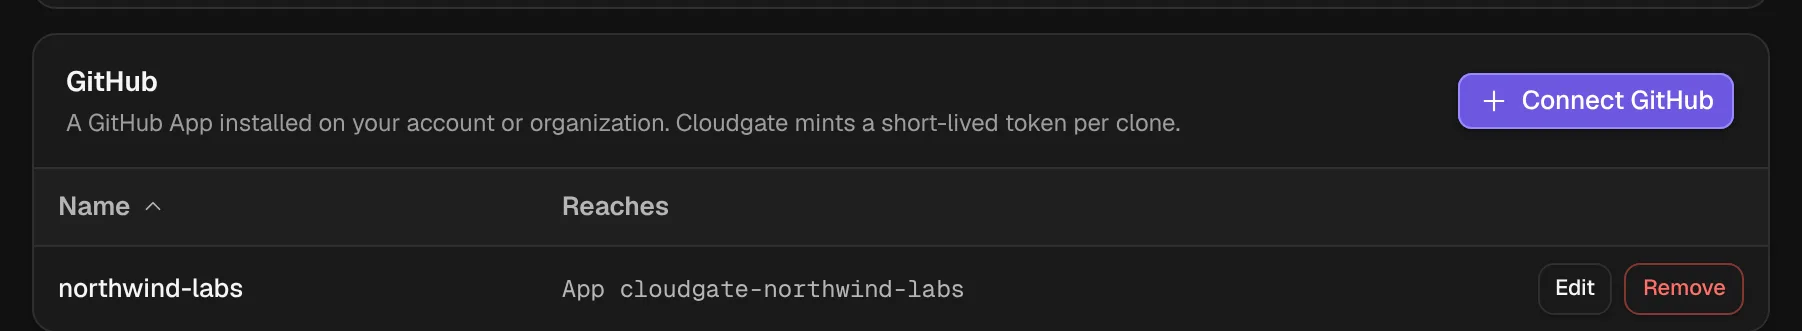 GitHub
A GitHub App installed on your account or organization. Cloudgate mints a short-lived token per clone.
+ Connect GitHub
Name Reaches
northwind-labs App cloudgate-northwind-labs Edit Remove